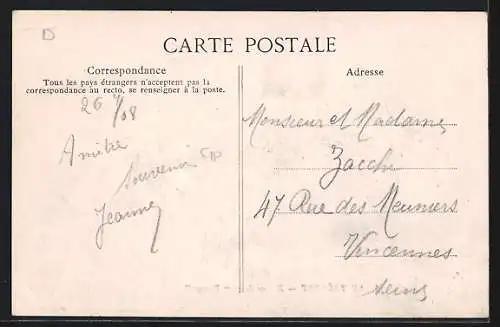 D
CARTE POSTALE
Correspondance
Tous les pays étrangers n'acceptent pas la
correspondance au recto, se renseigner à la poste.
26
/08
Souvenir
Jeanne
Adresse
Monsieur et Madame
Zacchi
47 Rue des Meuniers
Vincennes
Seine